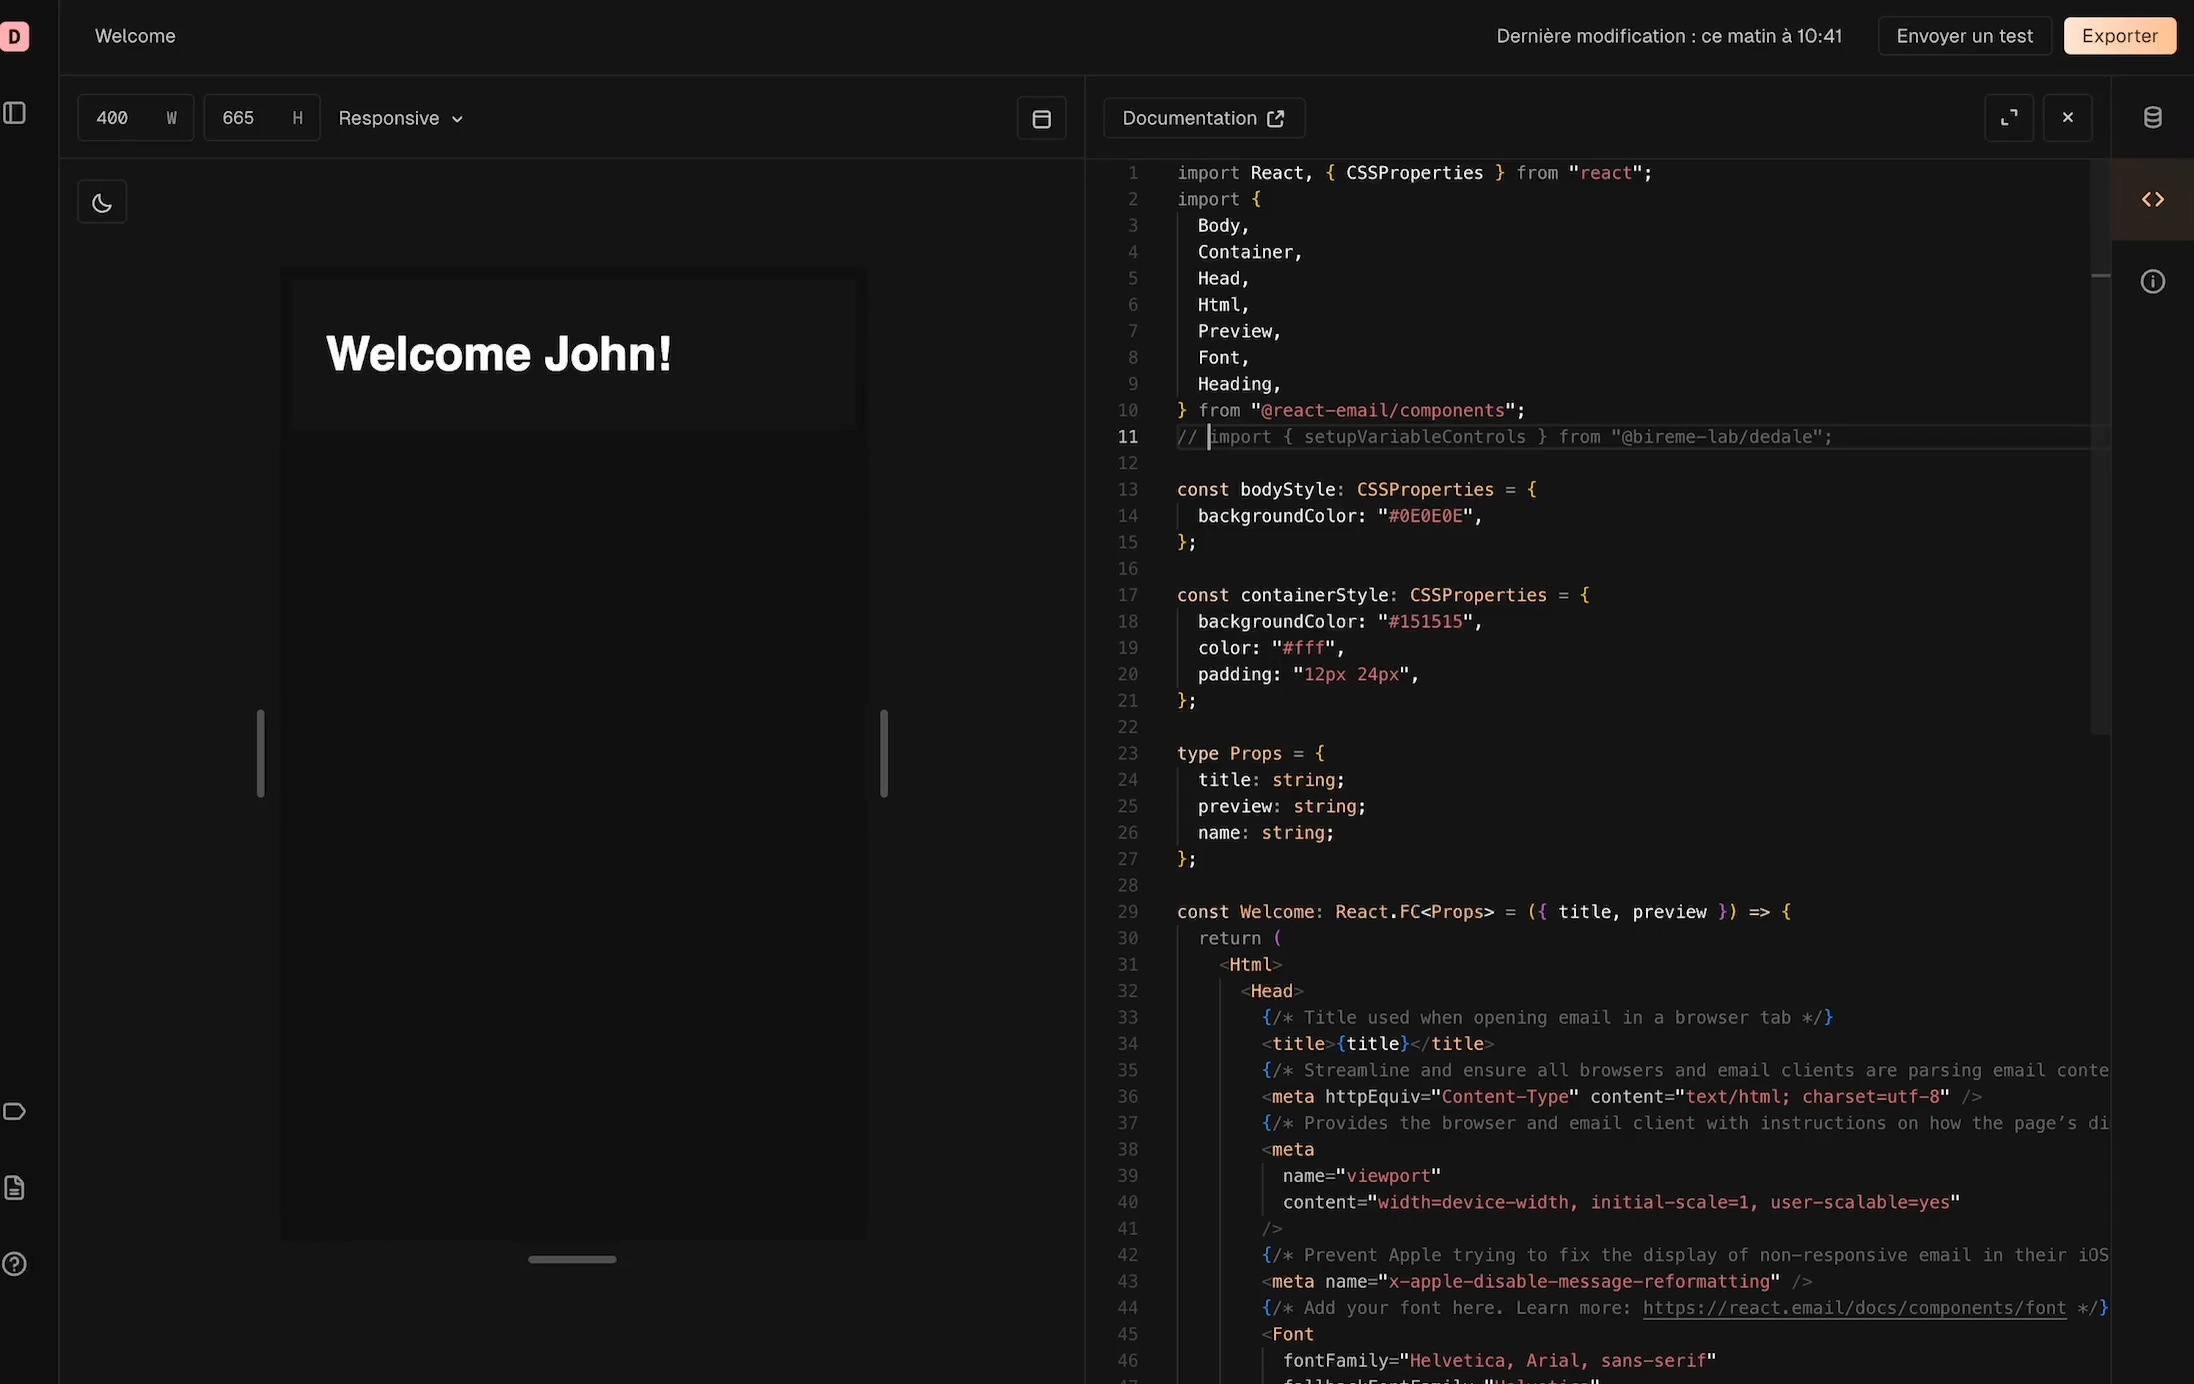 D
Welcome
Dernière modification : ce matin à 10:41
Envoyer un test
Exporter
400 W
665 H
Responsive
Documentation
Welcome John!
1 import React, { CSSProperties } from "react";
2 import {
3 Body,
4 Container,
5 Head,
6 Html,
7 Preview,
8 Font,
9 Heading,
10 } from "@react-email/components";
11 // import { setupVariableControls } from "@bireme-lab/dedale";
12
13 const bodyStyle: CSSProperties = {
14 backgroundColor: "#0E0E0E",
15 };
16
17 const containerStyle: CSSProperties = {
18 backgroundColor: "#151515",
19 color: "#fff",
20 padding: "12px 24px",
21 };
22
23 type Props = {
24 title: string;
25 preview: string;
26 name: string;
27 };
28
29 const Welcome: React.FC<Props> = ({ title, preview }) => {
30 return (
31 <Html>
32 <Head>
33 {/* Title used when opening email in a browser tab */}
34 <title>{title}</title>
35 {/* Streamline and ensure all browsers and email clients are parsing email conte
36 <meta httpEquiv="Content-Type" content="text/html; charset=utf-8" />
37 {/* Provides the browser and email client with instructions on how the page’s di
38 <meta
39 name="viewport"
40 content="width=device-width, initial-scale=1, user-scalable=yes"
41 />
42 {/* Prevent Apple trying to fix the display of non-responsive email in their iOS
43 <meta name="x-apple-disable-message-reformatting" />
44 {/* Add your font here. Learn more: https://react.email/docs/components/font */}
45 <Font
46 fontFamily="Helvetica, Arial, sans-serif"